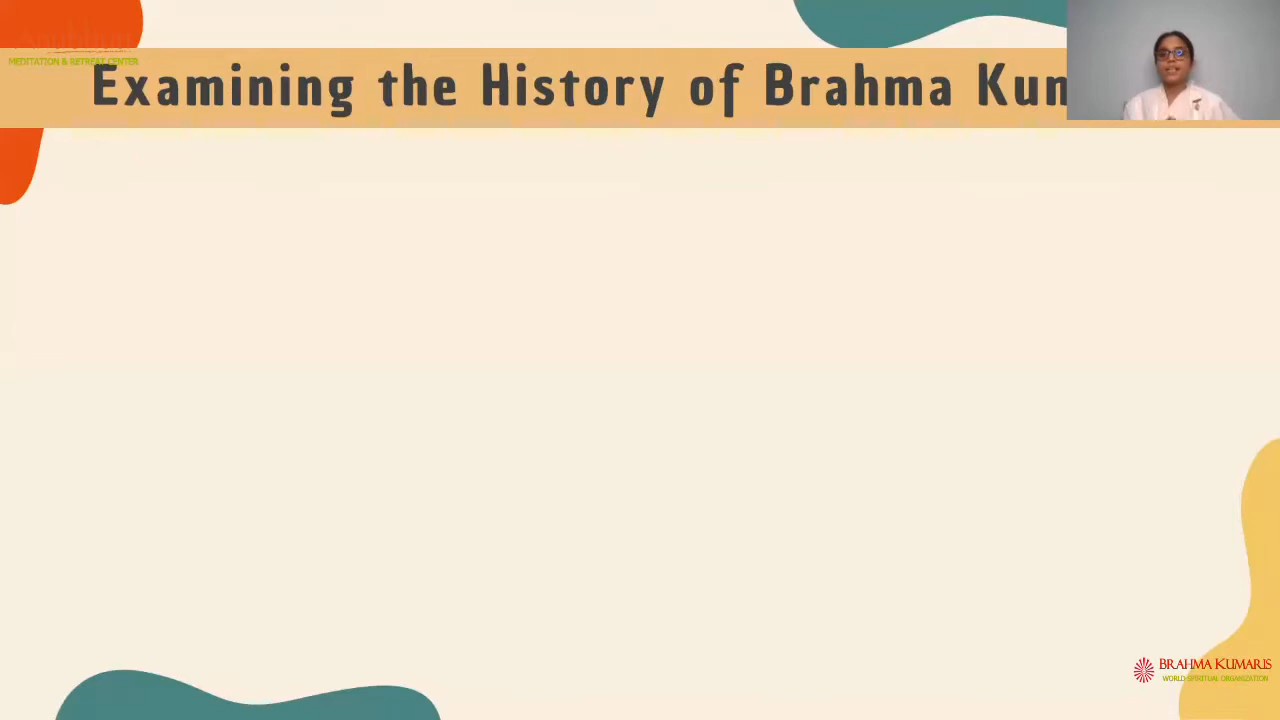 MEDITATION & RETREAT CENTER
Examining the History of Brahma Kum
BRAHMA KUMARIS
WORLD SPIRITUAL ORGANIZATION